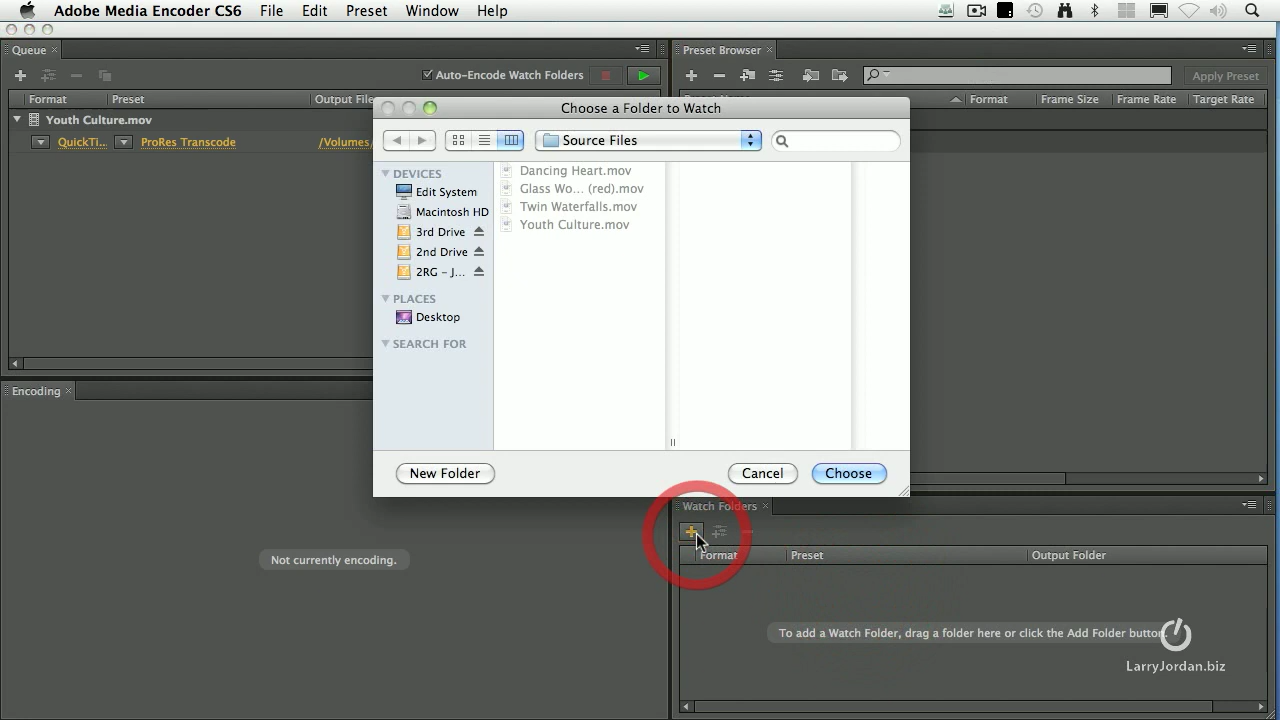 Adobe Media Encoder CS6 File Edit Preset Window Help
Queue ×
Preset Browser ×
Auto-Encode Watch Folders
Apply Preset
Format Preset Output File
Format Frame Size Frame Rate Target Rate
Youth Culture.mov
QuickTi... ProRes Transcode /Volumes/
Choose a Folder to Watch
Source Files
DEVICES
Edit System
Macintosh HD
3rd Drive
2nd Drive
2RG – J...
PLACES
Desktop
SEARCH FOR
Dancing Heart.mov
Glass Wo... (red).mov
Twin Waterfalls.mov
Youth Culture.mov
New Folder Cancel Choose
Encoding ×
Not currently encoding.
Watch Folders ×
Format Preset Output Folder
To add a Watch Folder, drag a folder here or click the Add Folder button.
LarryJordan.biz